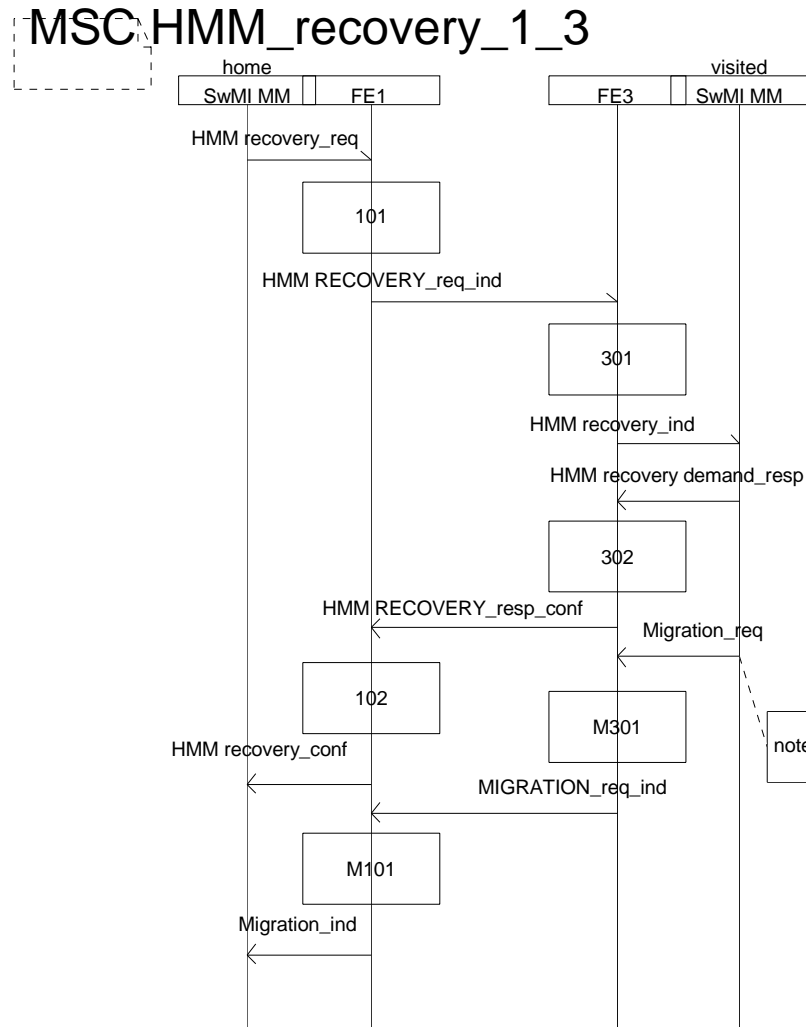 MSC HMM_recovery_1_3
home
visited
SwMI MM
FE1
FE3
SwMI MM
HMM recovery_req
101
HMM RECOVERY_req_ind
301
HMM recovery_ind
HMM recovery demand_resp
302
HMM RECOVERY_resp_conf
Migration_req
102
M301
note
HMM recovery_conf
MIGRATION_req_ind
M101
Migration_ind